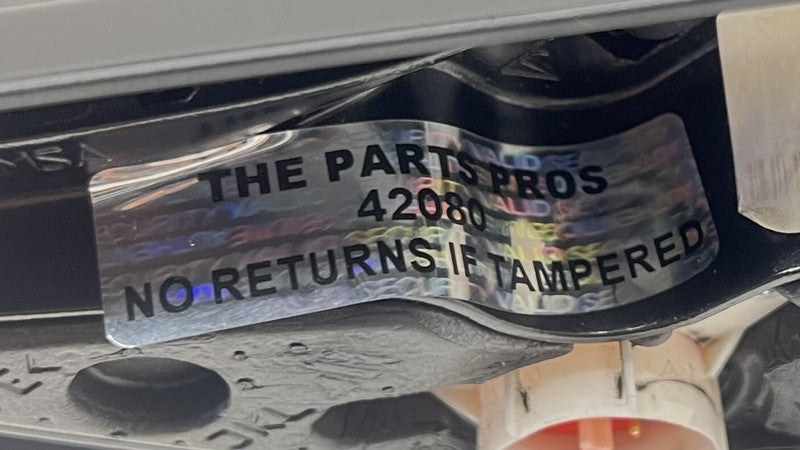 THE PARTS PROS
42080
NO RETURNS IF TAMPERED